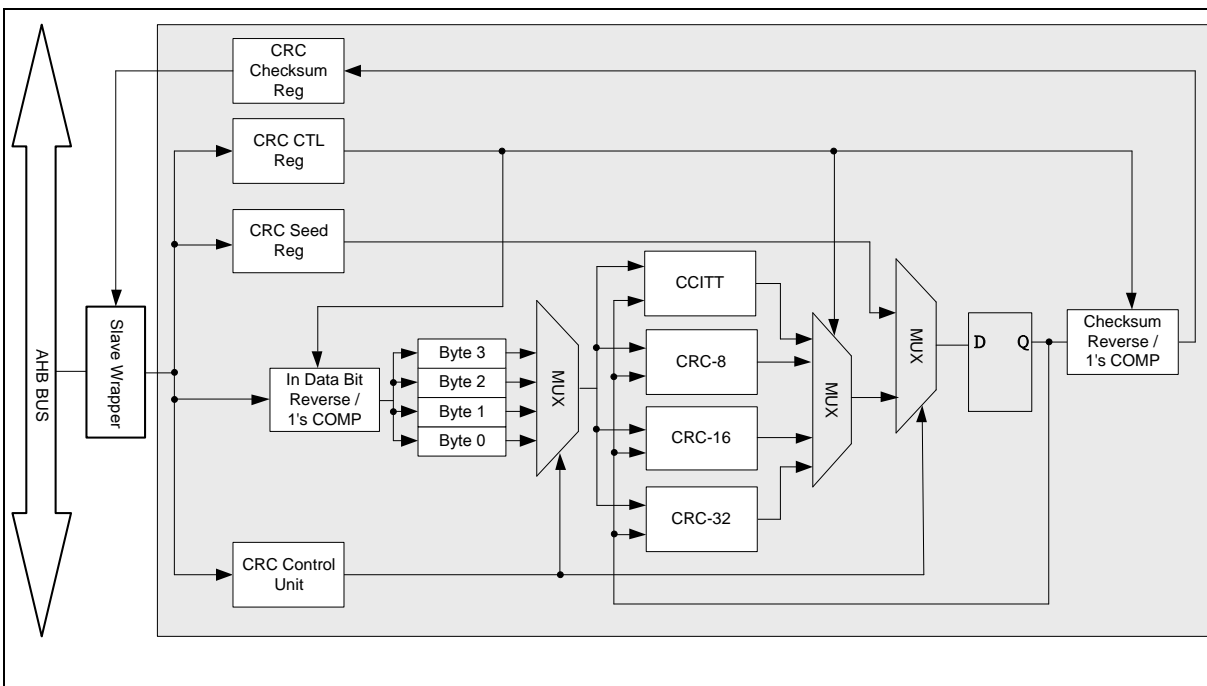 CRC
Checksum
Reg
CRC CTL
Reg
CRC Seed
Reg
AHB BUS
Slave Wrapper
In Data Bit
Reverse /
1's COMP
Byte 3
Byte 2
Byte 1
Byte 0
MUX
CCITT
CRC-8
CRC-16
CRC-32
MUX
MUX
D Q
Checksum
Reverse /
1's COMP
CRC Control
Unit